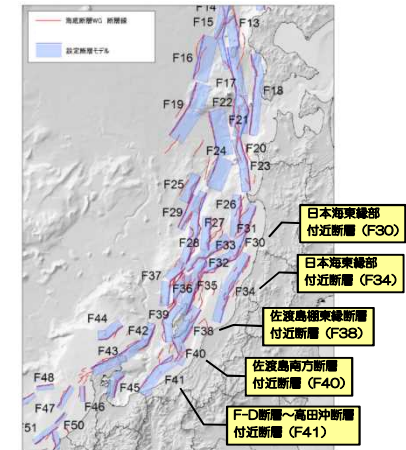 F14
F15
F13
海底断層WG 断層線
設定断層モデル
F16
F17
F18
F19
F22
F21
F20
F24
F23
F25
F26
F29
F27
F31
F28
F33
F30
F32
日本海東縁部
付近断層（F30）
F37
F35
F36
F34
日本海東縁部
付近断層（F34）
F39
F44
F42
F38
佐渡島棚東縁断層
付近断層（F38）
F43
F40
佐渡島南方断層
付近断層（F40）
F48
F41
F47
F46
F45
F-D断層～高田沖断層
付近断層（F41）
F51
F50